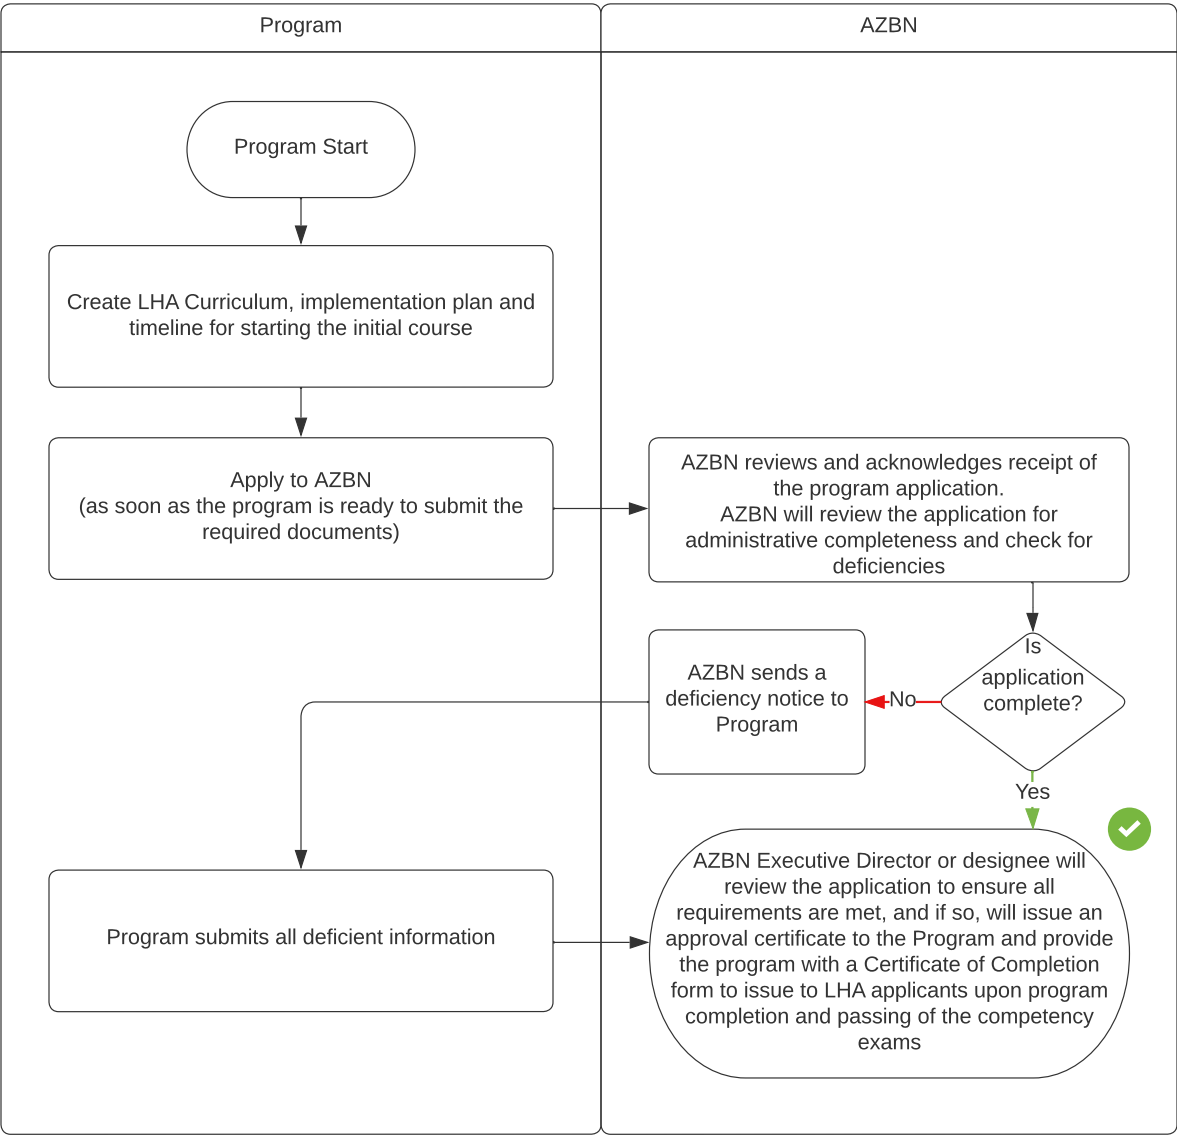 Program
AZBN
Program Start
Create LHA Curriculum, implementation plan and
timeline for starting the initial course
Apply to AZBN
(as soon as the program is ready to submit the
required documents)
AZBN reviews and acknowledges receipt of
the program application.
AZBN will review the application for
administrative completeness and check for
deficiencies
Is
application
complete?
No
AZBN sends a
deficiency notice to
Program
Yes
Program submits all deficient information
AZBN Executive Director or designee will
review the application to ensure all
requirements are met, and if so, will issue an
approval certificate to the Program and provide
the program with a Certificate of Completion
form to issue to LHA applicants upon program
completion and passing of the competency
exams